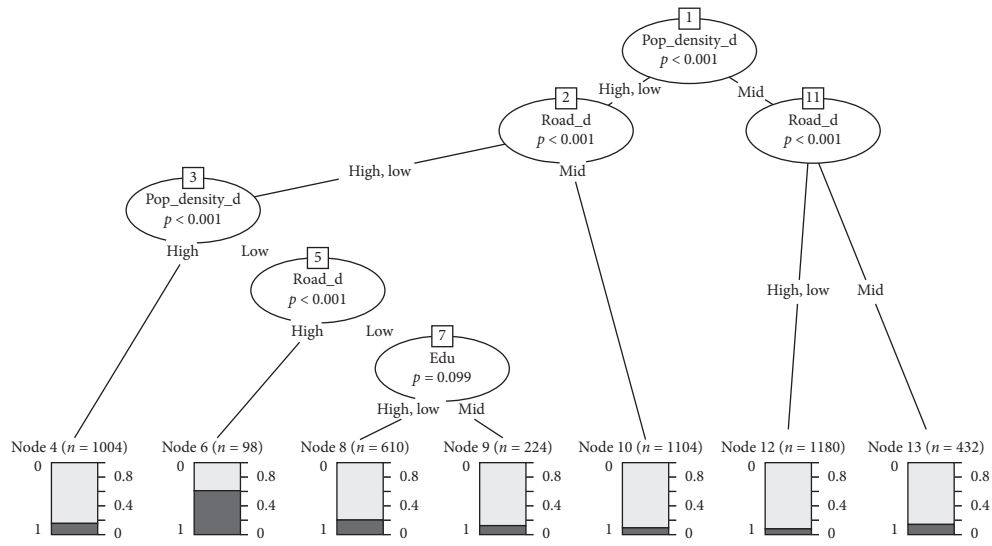 1
Pop_density_d
p < 0.001
High, low
Mid
2
Road_d
p < 0.001
11
Road_d
p < 0.001
High, low
Mid
3
Pop_density_d
p < 0.001
High
Low
5
Road_d
p < 0.001
High, low
Mid
High
Low
7
Edu
p = 0.099
High, low
Mid
Node 4 (n = 1004)
Node 6 (n = 98)
Node 8 (n = 610)
Node 9 (n = 224)
Node 10 (n = 1104)
Node 12 (n = 1180)
Node 13 (n = 432)
0 0.8 0 0.8 0 0.8 0 0.8 0 0.8 0 0.8 0 0.8
0.4 0.4 0.4 0.4 0.4 0.4 0.4
1 0 1 0 1 0 1 0 1 0 1 0 1 0